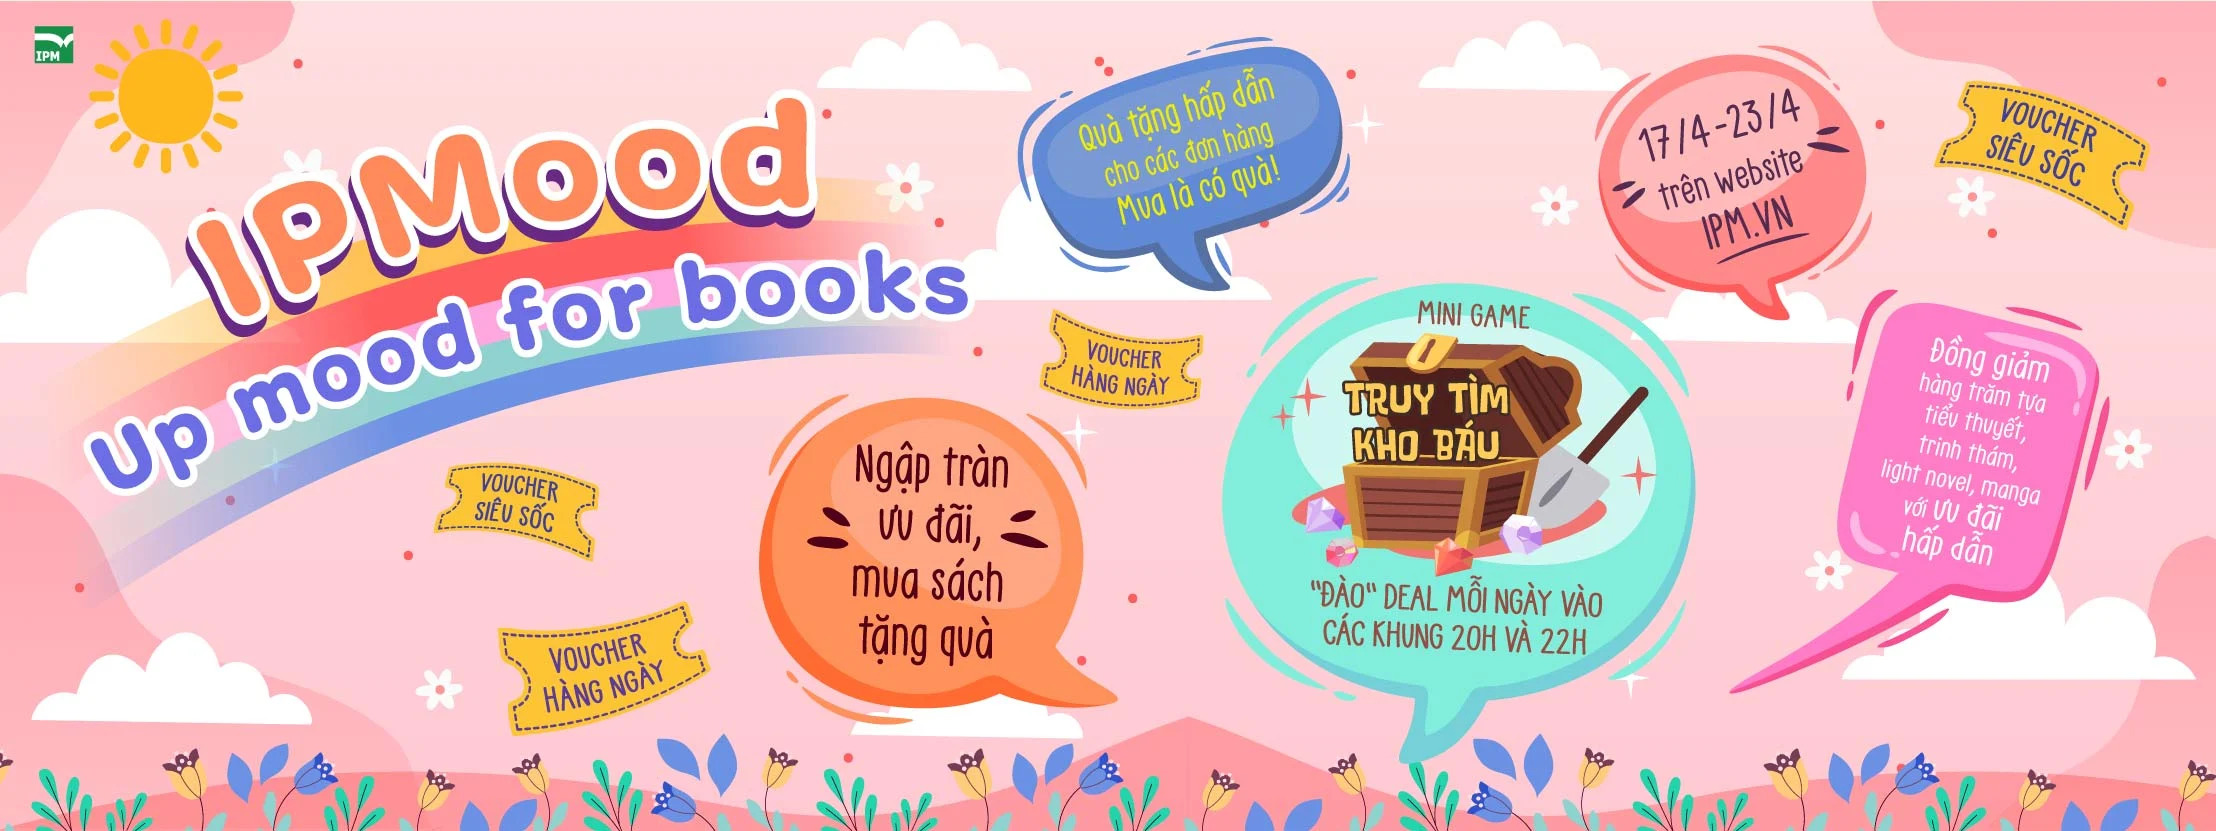 IPM
IPMood
Up mood for books
Quà tặng hấp dẫn
cho các đơn hàng
Mua là có quà!
17/4-23/4
trên website
IPM.VN
VOUCHER
SIÊU SỐC
VOUCHER
HÀNG NGÀY
MINI GAME
TRUY TÌM
KHO BÁU
"ĐÀO" DEAL MỖI NGÀY VÀO
CÁC KHUNG 20H VÀ 22H
Đồng giảm
hàng trăm tựa
tiểu thuyết,
trinh thám,
light novel, manga
với ưu đãi
hấp dẫn
Ngập tràn
ưu đãi,
mua sách
tặng quà
VOUCHER
SIÊU SỐC
VOUCHER
HÀNG NGÀY